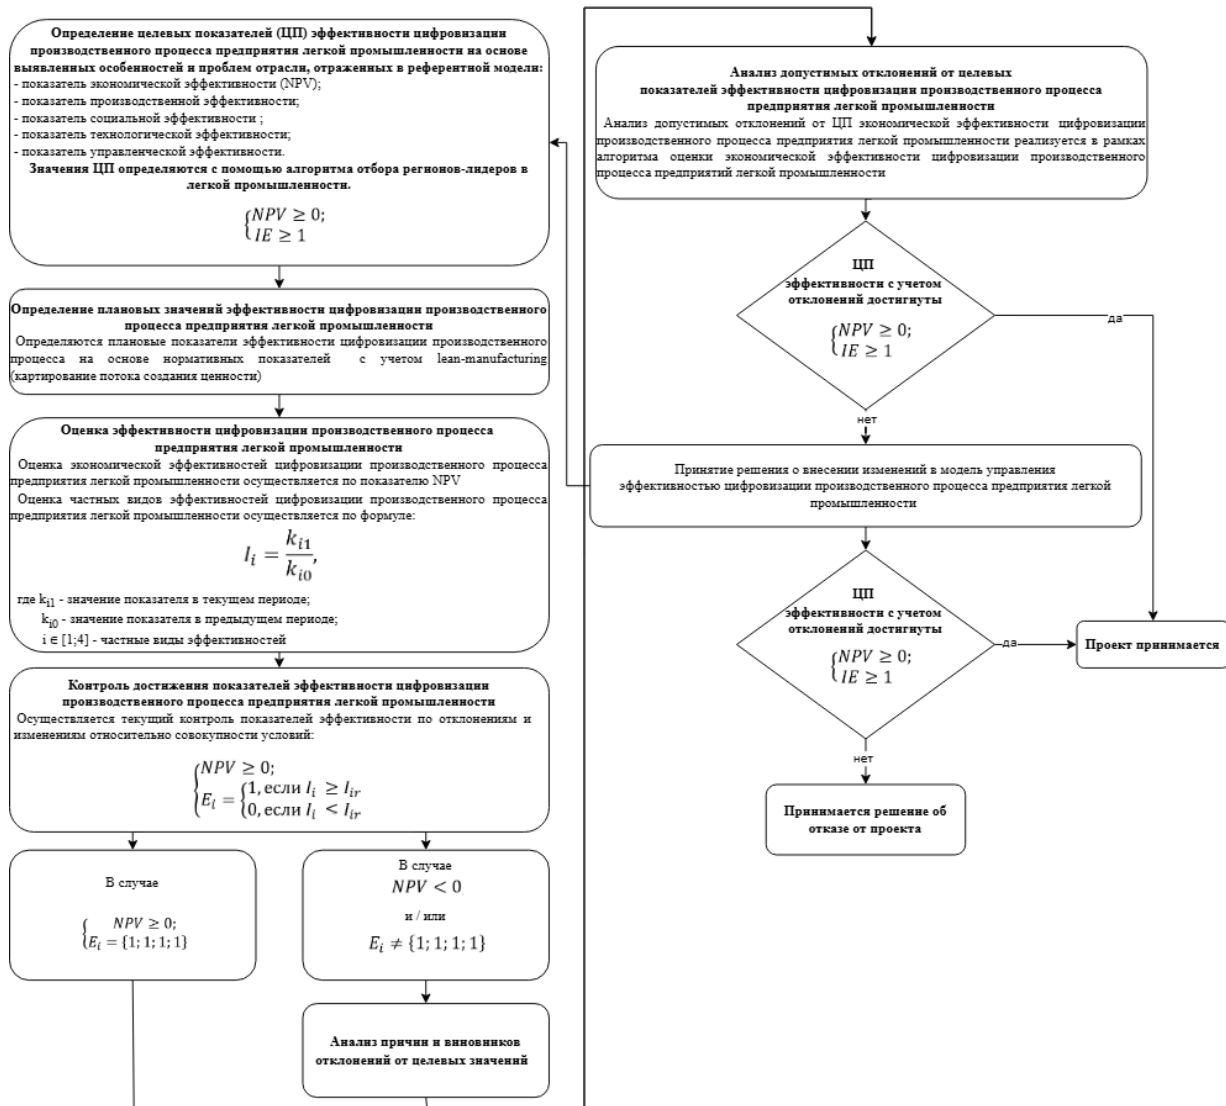 Определение целевых показателей (ЦП) эффективности цифровизации
производственного процесса предприятия легкой промышленности на основе
выявленных особенностей и проблем отрасли, отраженных в референтной модели:
- показатель экономической эффективности (NPV);
- показатель производственной эффективности;
- показатель социальной эффективности ;
- показатель технологической эффективности;
- показатель управленческой эффективности.
Значения ЦП определяются с помощью алгоритма отбора регионов-лидеров в
легкой промышленности.
NPV ≥ 0;
IE ≥ 1
Определение плановых значений эффективности цифровизации производственного
процесса предприятия легкой промышленности
Определяются плановые показатели эффективности цифровизации производственного
процесса на основе нормативных показателей с учетом lean-manufacturing
(картирование потока создания ценности)
Оценка эффективности цифровизации производственного процесса
предприятия легкой промышленности
Оценка экономической эффективностей цифровизации производственного процесса
предприятия легкой промышленности осуществляется по показателю NPV
Оценка частных видов эффективностей цифровизации производственного процесса
предприятия легкой промышленности осуществляется по формуле:
I_i = k_i1 / k_i0,
где k_i1 - значение показателя в текущем периоде;
k_i0 - значение показателя в предыдущем периоде;
i ∈ [1;4] - частные виды эффективностей
Контроль достижения показателей эффективности цифровизации
производственного процесса предприятия легкой промышленности
Осуществляется текущий контроль показателей эффективности по отклонениям и
изменениям относительно совокупности условий:
NPV ≥ 0;
E_i = {1, если I_i ≥ I_ir
0, если I_i < I_ir
В случае
NPV ≥ 0;
E_i = {1; 1; 1; 1}
В случае
NPV < 0
и / или
E_i ≠ {1; 1; 1; 1}
Анализ причин и виновников
отклонений от целевых значений
Анализ допустимых отклонений от целевых
показателей эффективности цифровизации производственного процесса
предприятия легкой промышленности
Анализ допустимых отклонений от ЦП экономической эффективности цифровизации
производственного процесса предприятия легкой промышленности реализуется в рамках
алгоритма оценки экономической эффективности цифровизации производственного
процесса предприятий легкой промышленности
ЦП
эффективности с учетом
отклонений достигнуты
NPV ≥ 0;
IE ≥ 1
да
нет
Принятие решения о внесении изменений в модель управления
эффективностью цифровизации производственного процесса предприятия легкой
промышленности
ЦП
эффективности с учетом
отклонений достигнуты
NPV ≥ 0;
IE ≥ 1
да
Проект принимается
нет
Принимается решение об
отказе от проекта